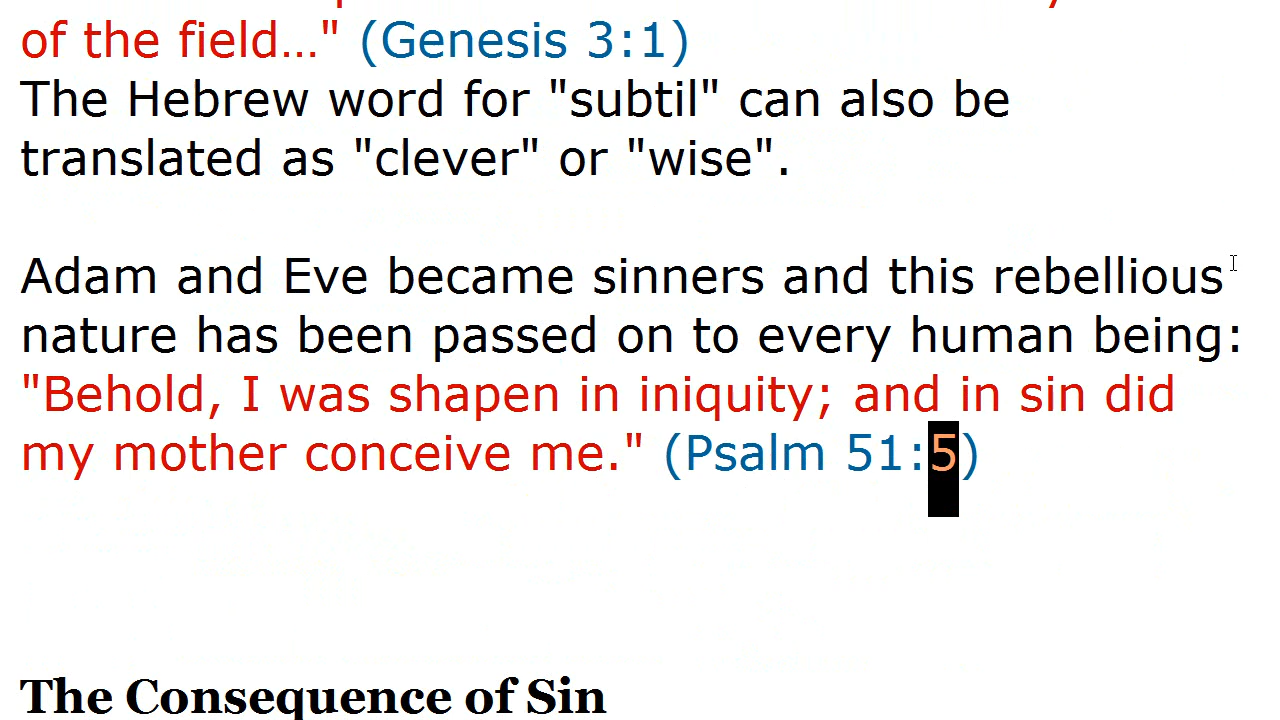 of the field…" (Genesis 3:1)
The Hebrew word for "subtil" can also be
translated as "clever" or "wise".
Adam and Eve became sinners and this rebellious
nature has been passed on to every human being:
"Behold, I was shapen in iniquity; and in sin did
my mother conceive me." (Psalm 51:5)
The Consequence of Sin